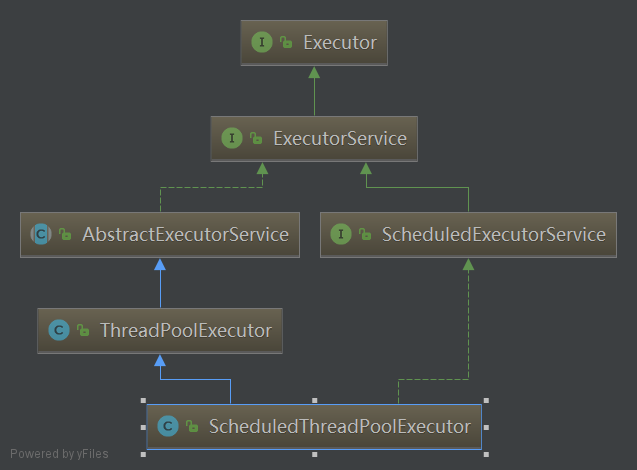 I Executor
I ExecutorService
C AbstractExecutorService
I ScheduledExecutorService
C ThreadPoolExecutor
C ScheduledThreadPoolExecutor
Powered by yFiles